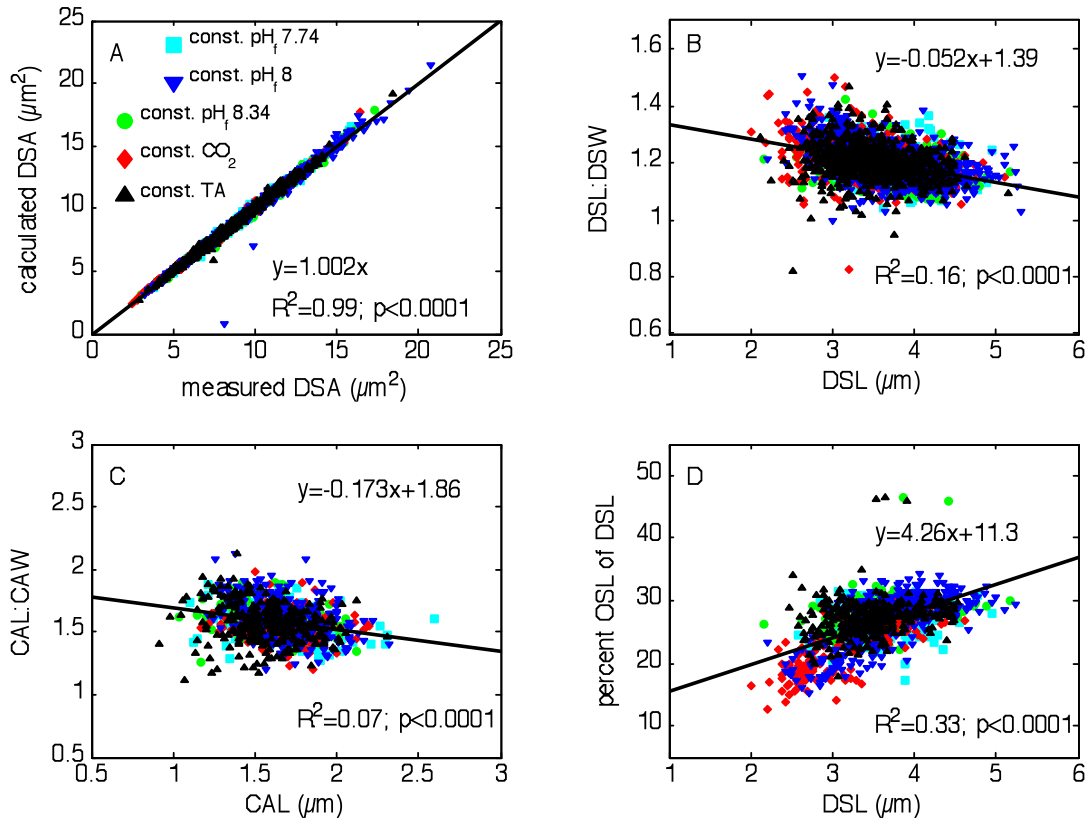 A
const. pHf 7.74
const. pHf 8
const. pHf 8.34
const. CO2
const. TA
y=1.002x
R2=0.99; p<0.0001
25
20
15
10
5
0
0 5 10 15 20 25
calculated DSA (µm2)
measured DSA (µm2)
B
y=-0.052x+1.39
R2=0.16; p<0.0001
1.6
1.4
1.2
1
0.8
0.6
1 2 3 4 5 6
DSL:DSW
DSL (µm)
C
y=-0.173x+1.86
R2=0.07; p<0.0001
3
2.5
2
1.5
1
0.5
0.5 1 1.5 2 2.5 3
CAL:CAW
CAL (µm)
D
y=4.26x+11.3
R2=0.33; p<0.0001
50
40
30
20
10
1 2 3 4 5 6
percent OSL of DSL
DSL (µm)